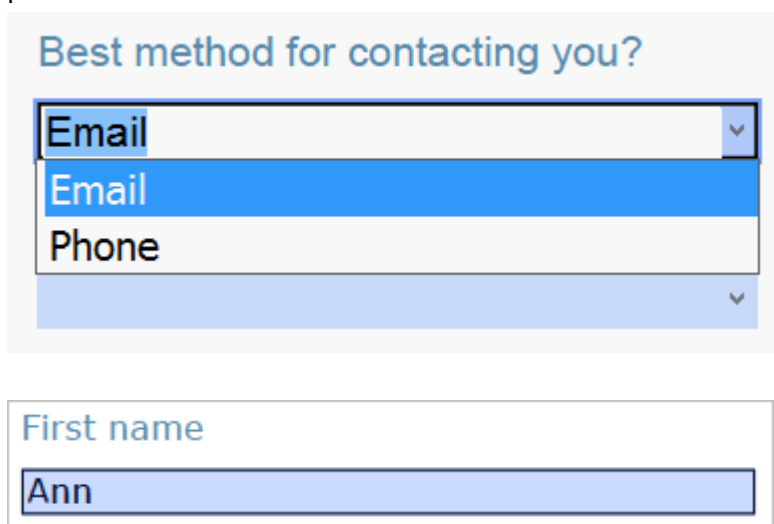 Best method for contacting you?
Email
Email
Phone
First name
Ann